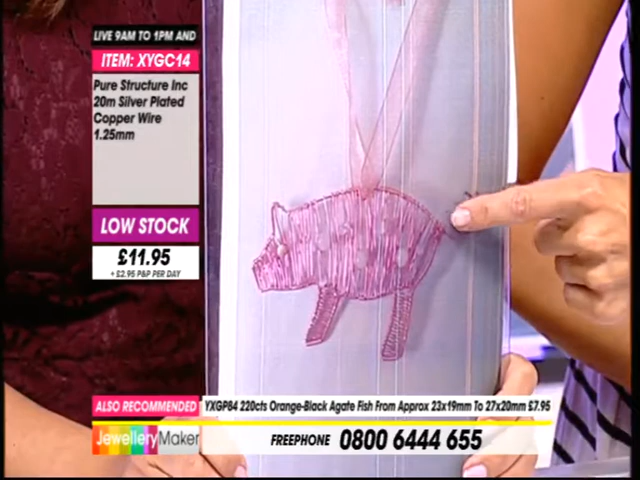 LIVE 9AM TO 1PM AND
ITEM: XYGC14
Pure Structure Inc
20m Silver Plated
Copper Wire
1.25mm
LOW STOCK
£11.95
+ £2.95 P&P PER DAY
ALSO RECOMMENDED
YXGP84 220cts Orange-Black Agate Fish From Approx 23x19mm To 27x20mm £7.95
JewelleryMaker
FREEPHONE 0800 6444 655